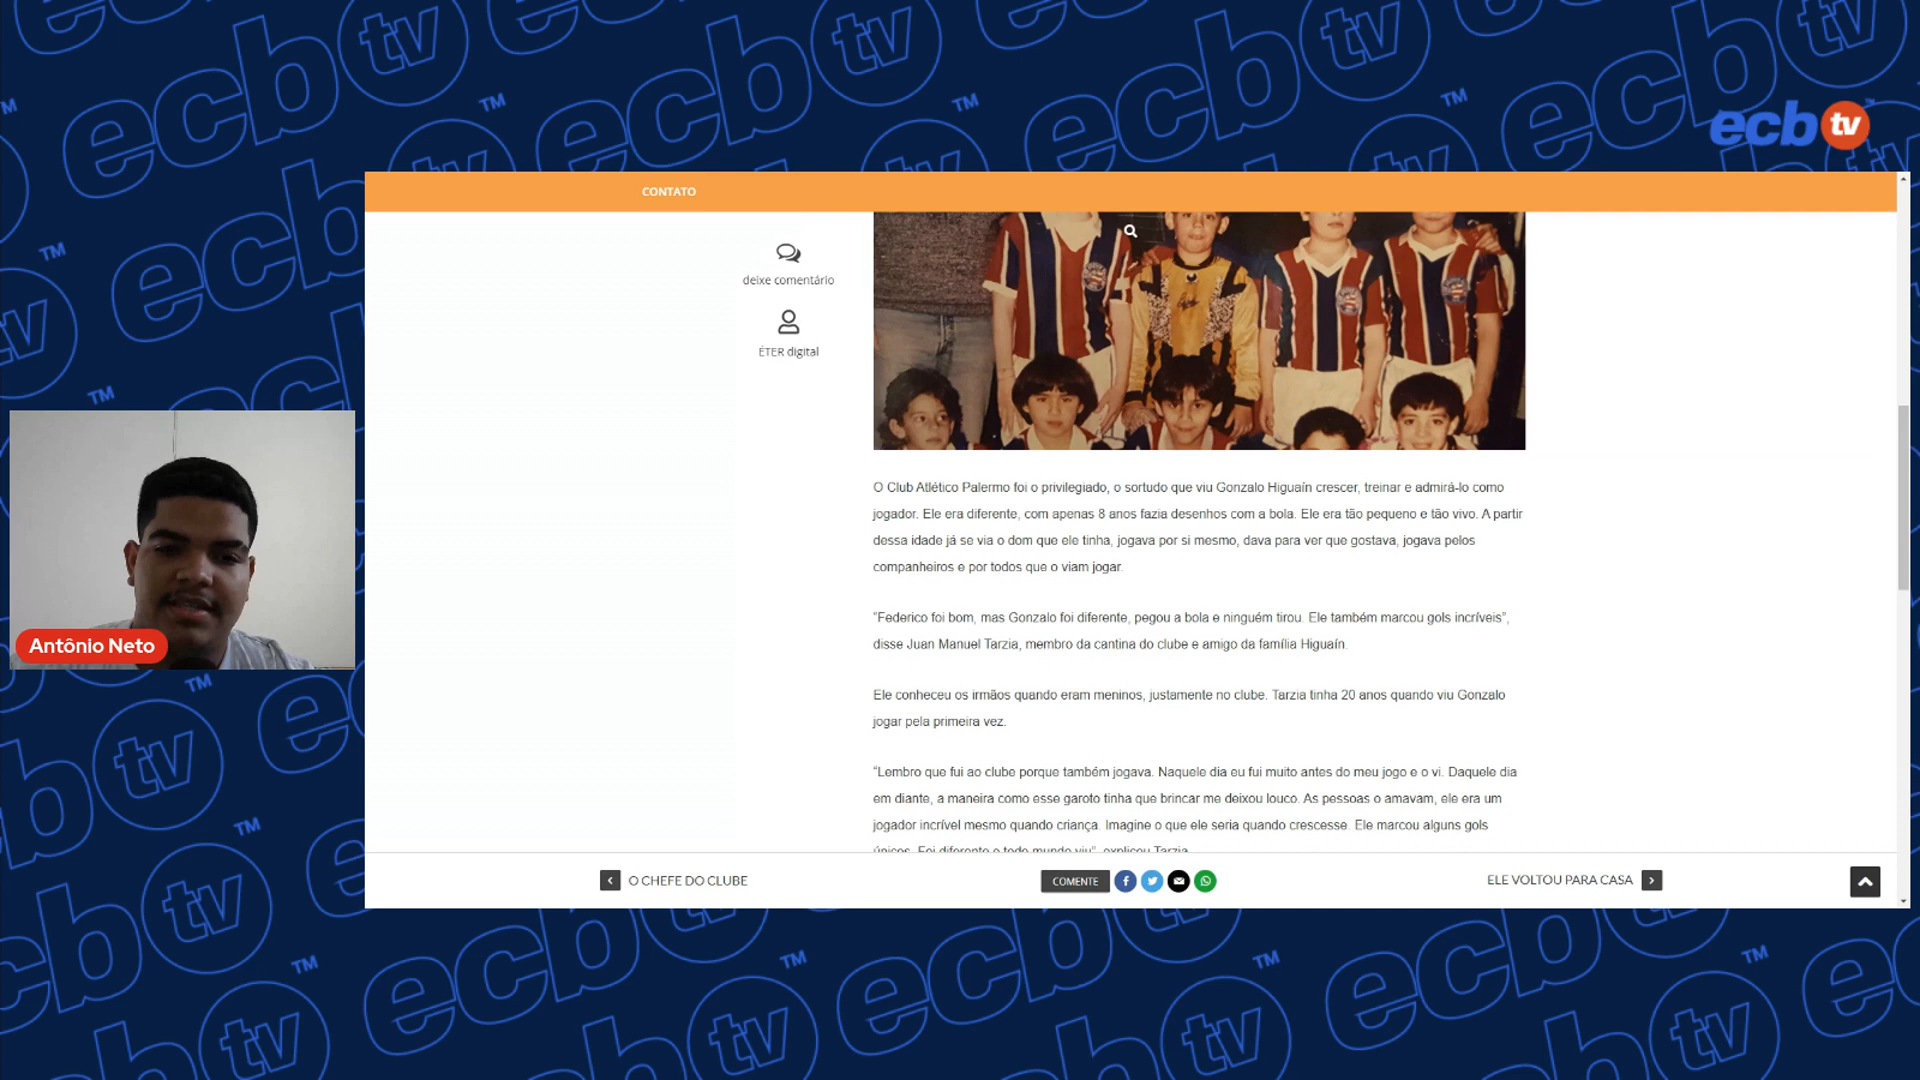 ecb tv
CONTATO
deixe comentário
ÉTER digital
O Club Atlético Palermo foi o privilegiado, o sortudo que viu Gonzalo Higuaín crescer, treinar e admirá-lo como
jogador. Ele era diferente, com apenas 8 anos fazia desenhos com a bola. Ele era tão pequeno e tão vivo. A partir
dessa idade já se via o dom que ele tinha, jogava por si mesmo, dava para ver que gostava, jogava pelos
companheiros e por todos que o viam jogar.
“Federico foi bom, mas Gonzalo foi diferente, pegou a bola e ninguém tirou. Ele também marcou gols incríveis”,
disse Juan Manuel Tarzia, membro da cantina do clube e amigo da família Higuaín.
Ele conheceu os irmãos quando eram meninos, justamente no clube. Tarzia tinha 20 anos quando viu Gonzalo
jogar pela primeira vez.
“Lembro que fui ao clube porque também jogava. Naquele dia eu fui muito antes do meu jogo e o vi. Daquele dia
em diante, a maneira como esse garoto tinha que brincar me deixou louco. As pessoas o amavam, ele era um
jogador incrível mesmo quando criança. Imagine o que ele seria quando crescesse. Ele marcou alguns gols
únicos. Foi diferente e todo mundo viu”, explicou Tarzia.
Antônio Neto
O CHEFE DO CLUBE
COMENTE
ELE VOLTOU PARA CASA